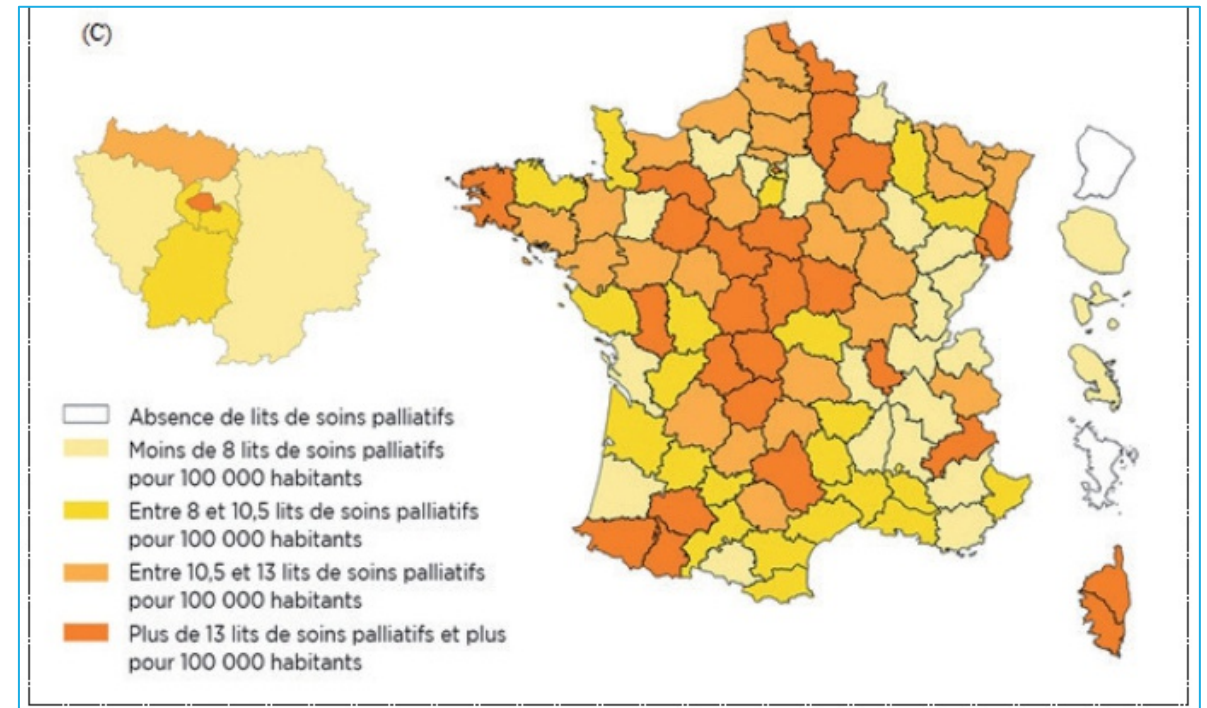 (C)
Absence de lits de soins palliatifs
Moins de 8 lits de soins palliatifs
pour 100 000 habitants
Entre 8 et 10,5 lits de soins palliatifs
pour 100 000 habitants
Entre 10,5 et 13 lits de soins palliatifs
pour 100 000 habitants
Plus de 13 lits de soins palliatifs et plus
pour 100 000 habitants